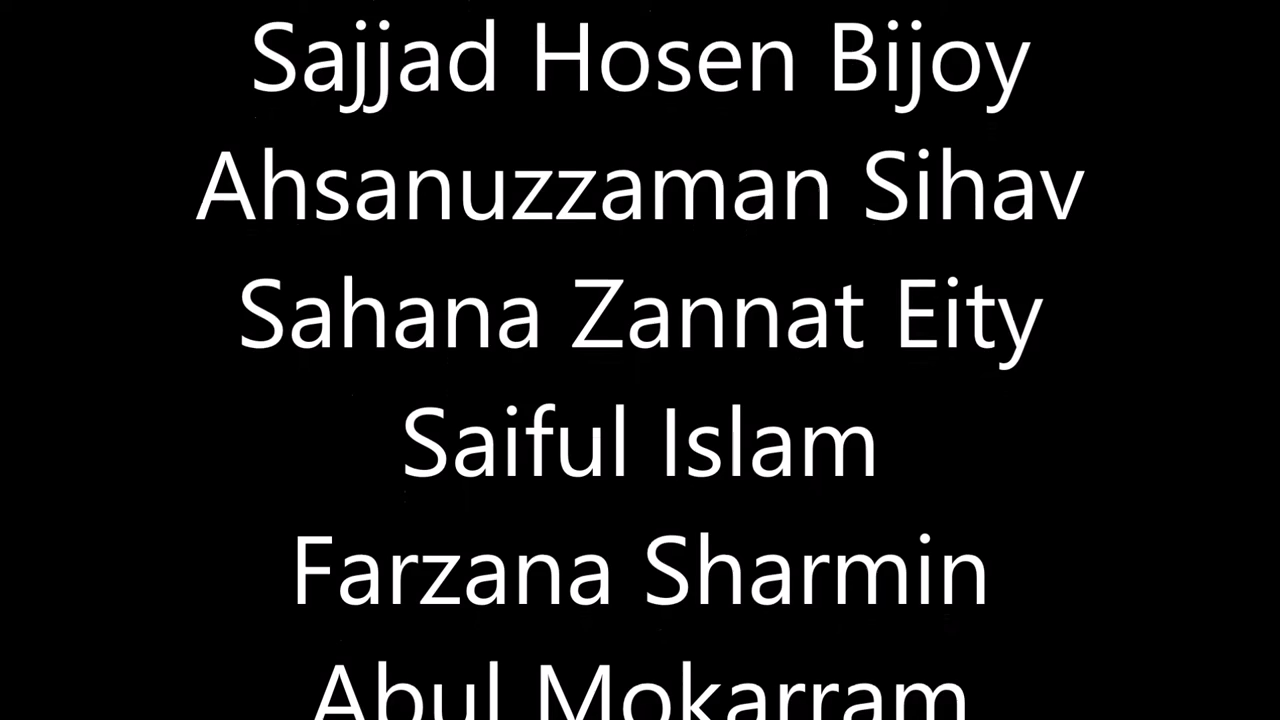 Sajjad Hosen Bijoy
Ahsanuzzaman Sihav
Sahana Zannat Eity
Saiful Islam
Farzana Sharmin
Abul Mokarram